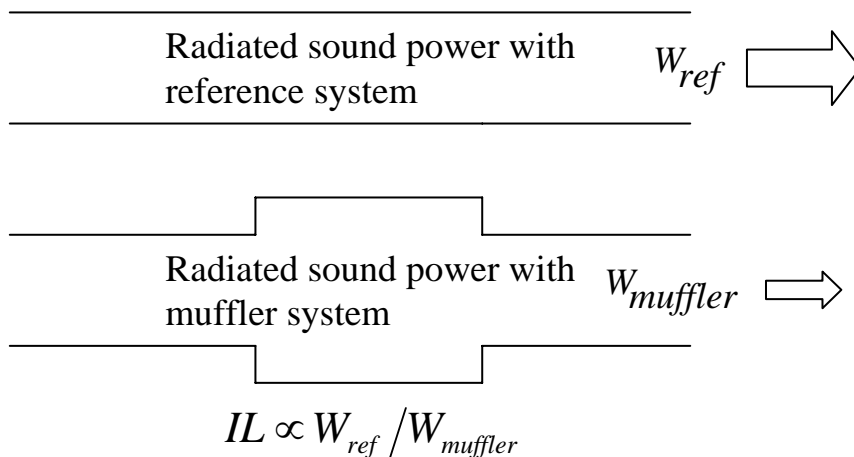 Radiated sound power with
reference system
W_ref
Radiated sound power with
muffler system
W_muffler
IL ∝ W_ref / W_muffler